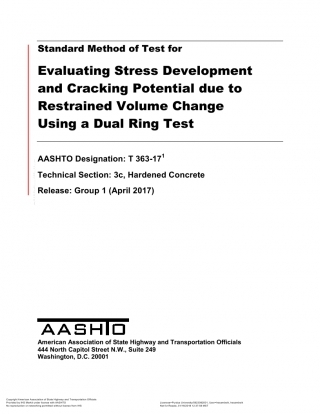 Standard Method of Test for
Evaluating Stress Development
and Cracking Potential due to
Restrained Volume Change
Using a Dual Ring Test
AASHTO Designation: T 363-17¹
Technical Section: 3c, Hardened Concrete
Release: Group 1 (April 2017)
AASHTO
American Association of State Highway and Transportation Officials
444 North Capitol Street N.W., Suite 249
Washington, D.C. 20001